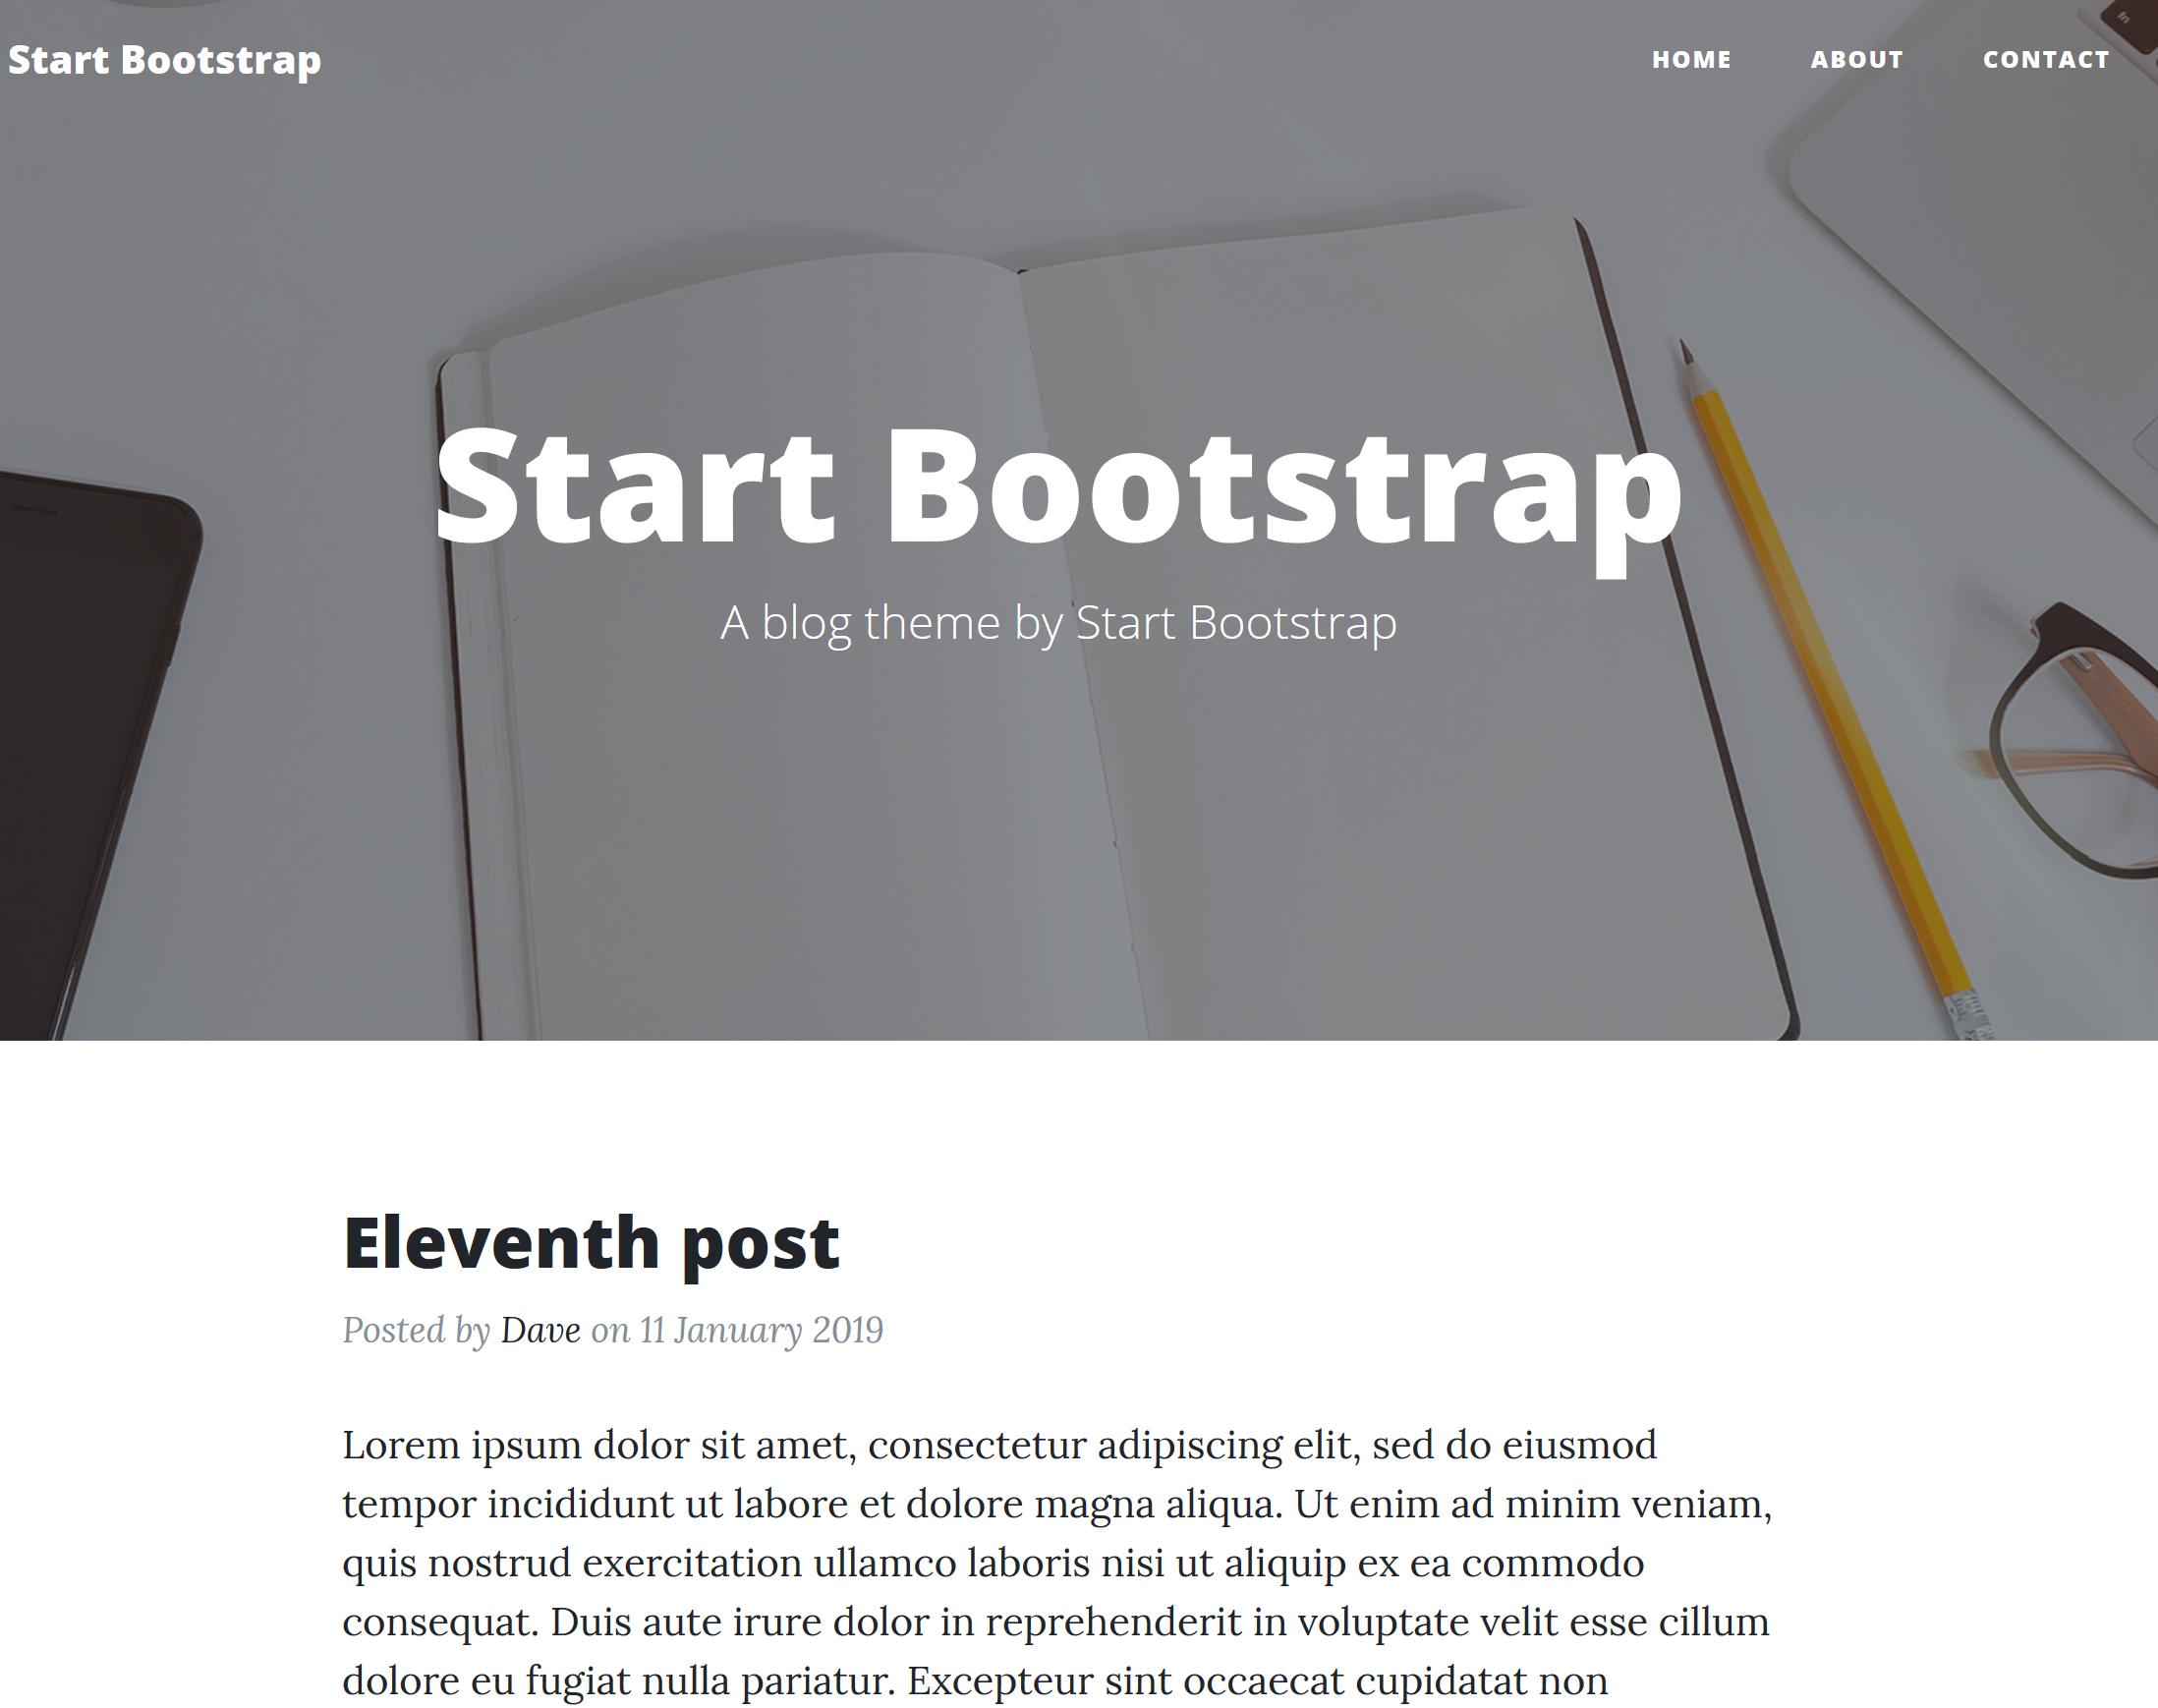 Start Bootstrap
HOME ABOUT CONTACT
fn
Start Bootstrap
A blog theme by Start Bootstrap
Eleventh post
Posted by Dave on 11 January 2019
Lorem ipsum dolor sit amet, consectetur adipiscing elit, sed do eiusmod
tempor incididunt ut labore et dolore magna aliqua. Ut enim ad minim veniam,
quis nostrud exercitation ullamco laboris nisi ut aliquip ex ea commodo
consequat. Duis aute irure dolor in reprehenderit in voluptate velit esse cillum
dolore eu fugiat nulla pariatur. Excepteur sint occaecat cupidatat non